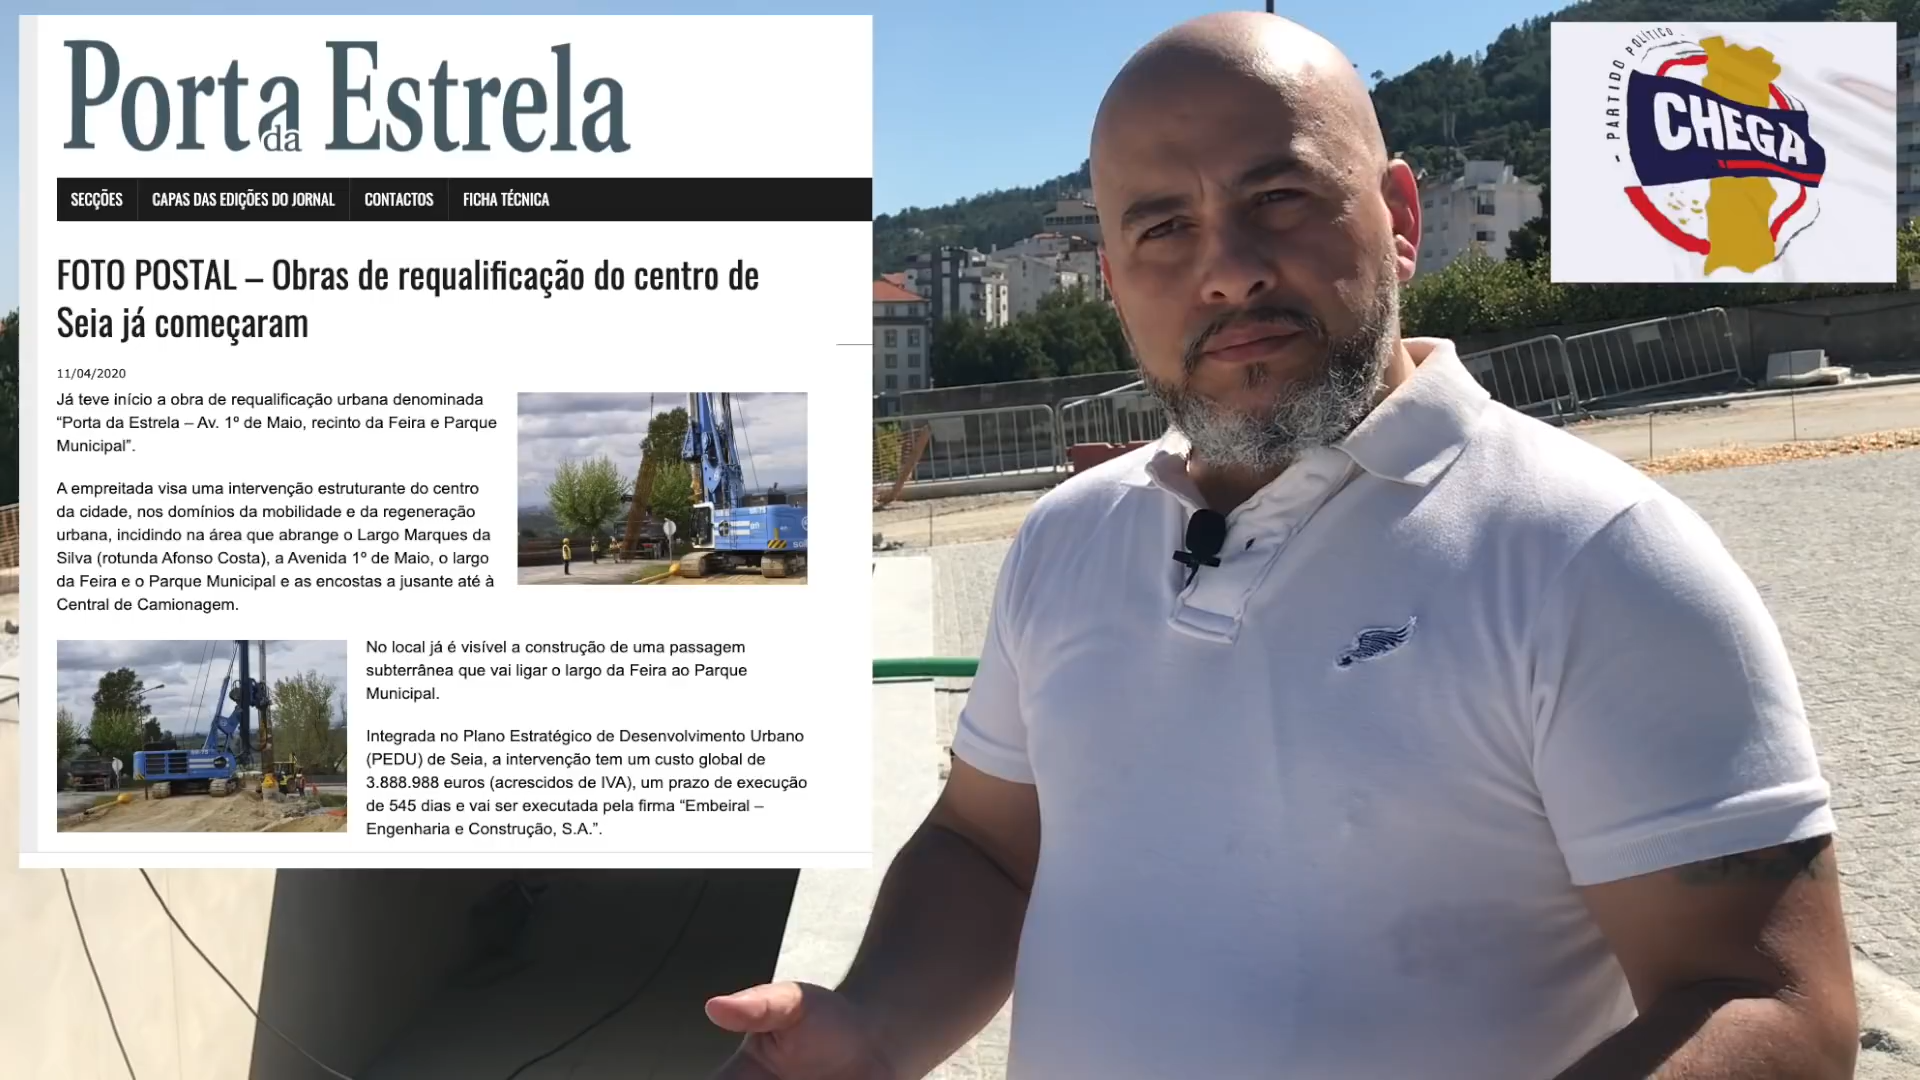 Porta da Estrela
SECÇÕES CAPAS DAS EDIÇÕES DO JORNAL CONTACTOS FICHA TÉCNICA
FOTO POSTAL – Obras de requalificação do centro de
Seia já começaram
11/04/2020
Já teve início a obra de requalificação urbana denominada
“Porta da Estrela – Av. 1º de Maio, recinto da Feira e Parque
Municipal”.
A empreitada visa uma intervenção estruturante do centro
da cidade, nos domínios da mobilidade e da regeneração
urbana, incidindo na área que abrange o Largo Marques da
Silva (rotunda Afonso Costa), a Avenida 1º de Maio, o largo
da Feira e o Parque Municipal e as encostas a jusante até à
Central de Camionagem.
No local já é visível a construção de uma passagem
subterrânea que vai ligar o largo da Feira ao Parque
Municipal.
Integrada no Plano Estratégico de Desenvolvimento Urbano
(PEDU) de Seia, a intervenção tem um custo global de
3.888.988 euros (acrescidos de IVA), um prazo de execução
de 545 dias e vai ser executada pela firma “Embeiral –
Engenharia e Construção, S.A.”.
- PARTIDO POLÍTICO -
CHEGA